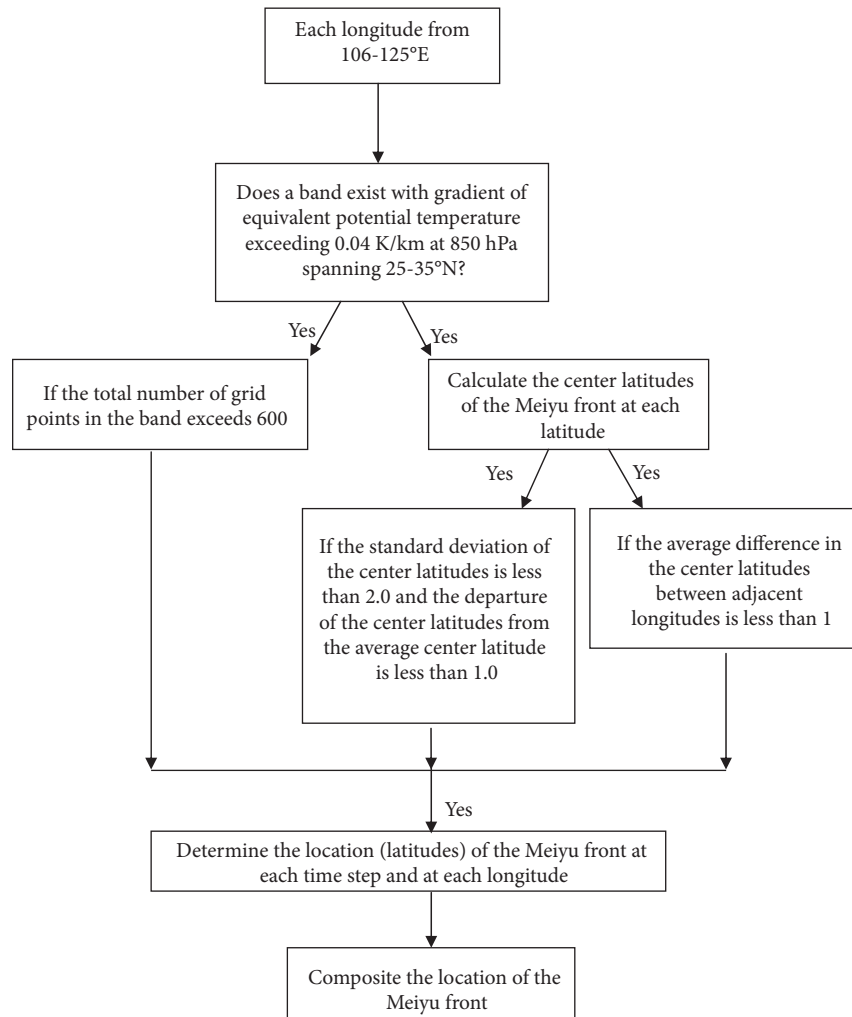 Each longitude from
106-125°E
Does a band exist with gradient of
equivalent potential temperature
exceeding 0.04 K/km at 850 hPa
spanning 25-35°N?
Yes
Yes
If the total number of grid
points in the band exceeds 600
Calculate the center latitudes
of the Meiyu front at each
latitude
Yes
Yes
If the standard deviation of
the center latitudes is less
than 2.0 and the departure
of the center latitudes from
the average center latitude
is less than 1.0
If the average difference in
the center latitudes
between adjacent
longitudes is less than 1
Yes
Determine the location (latitudes) of the Meiyu front at
each time step and at each longitude
Composite the location of the
Meiyu front